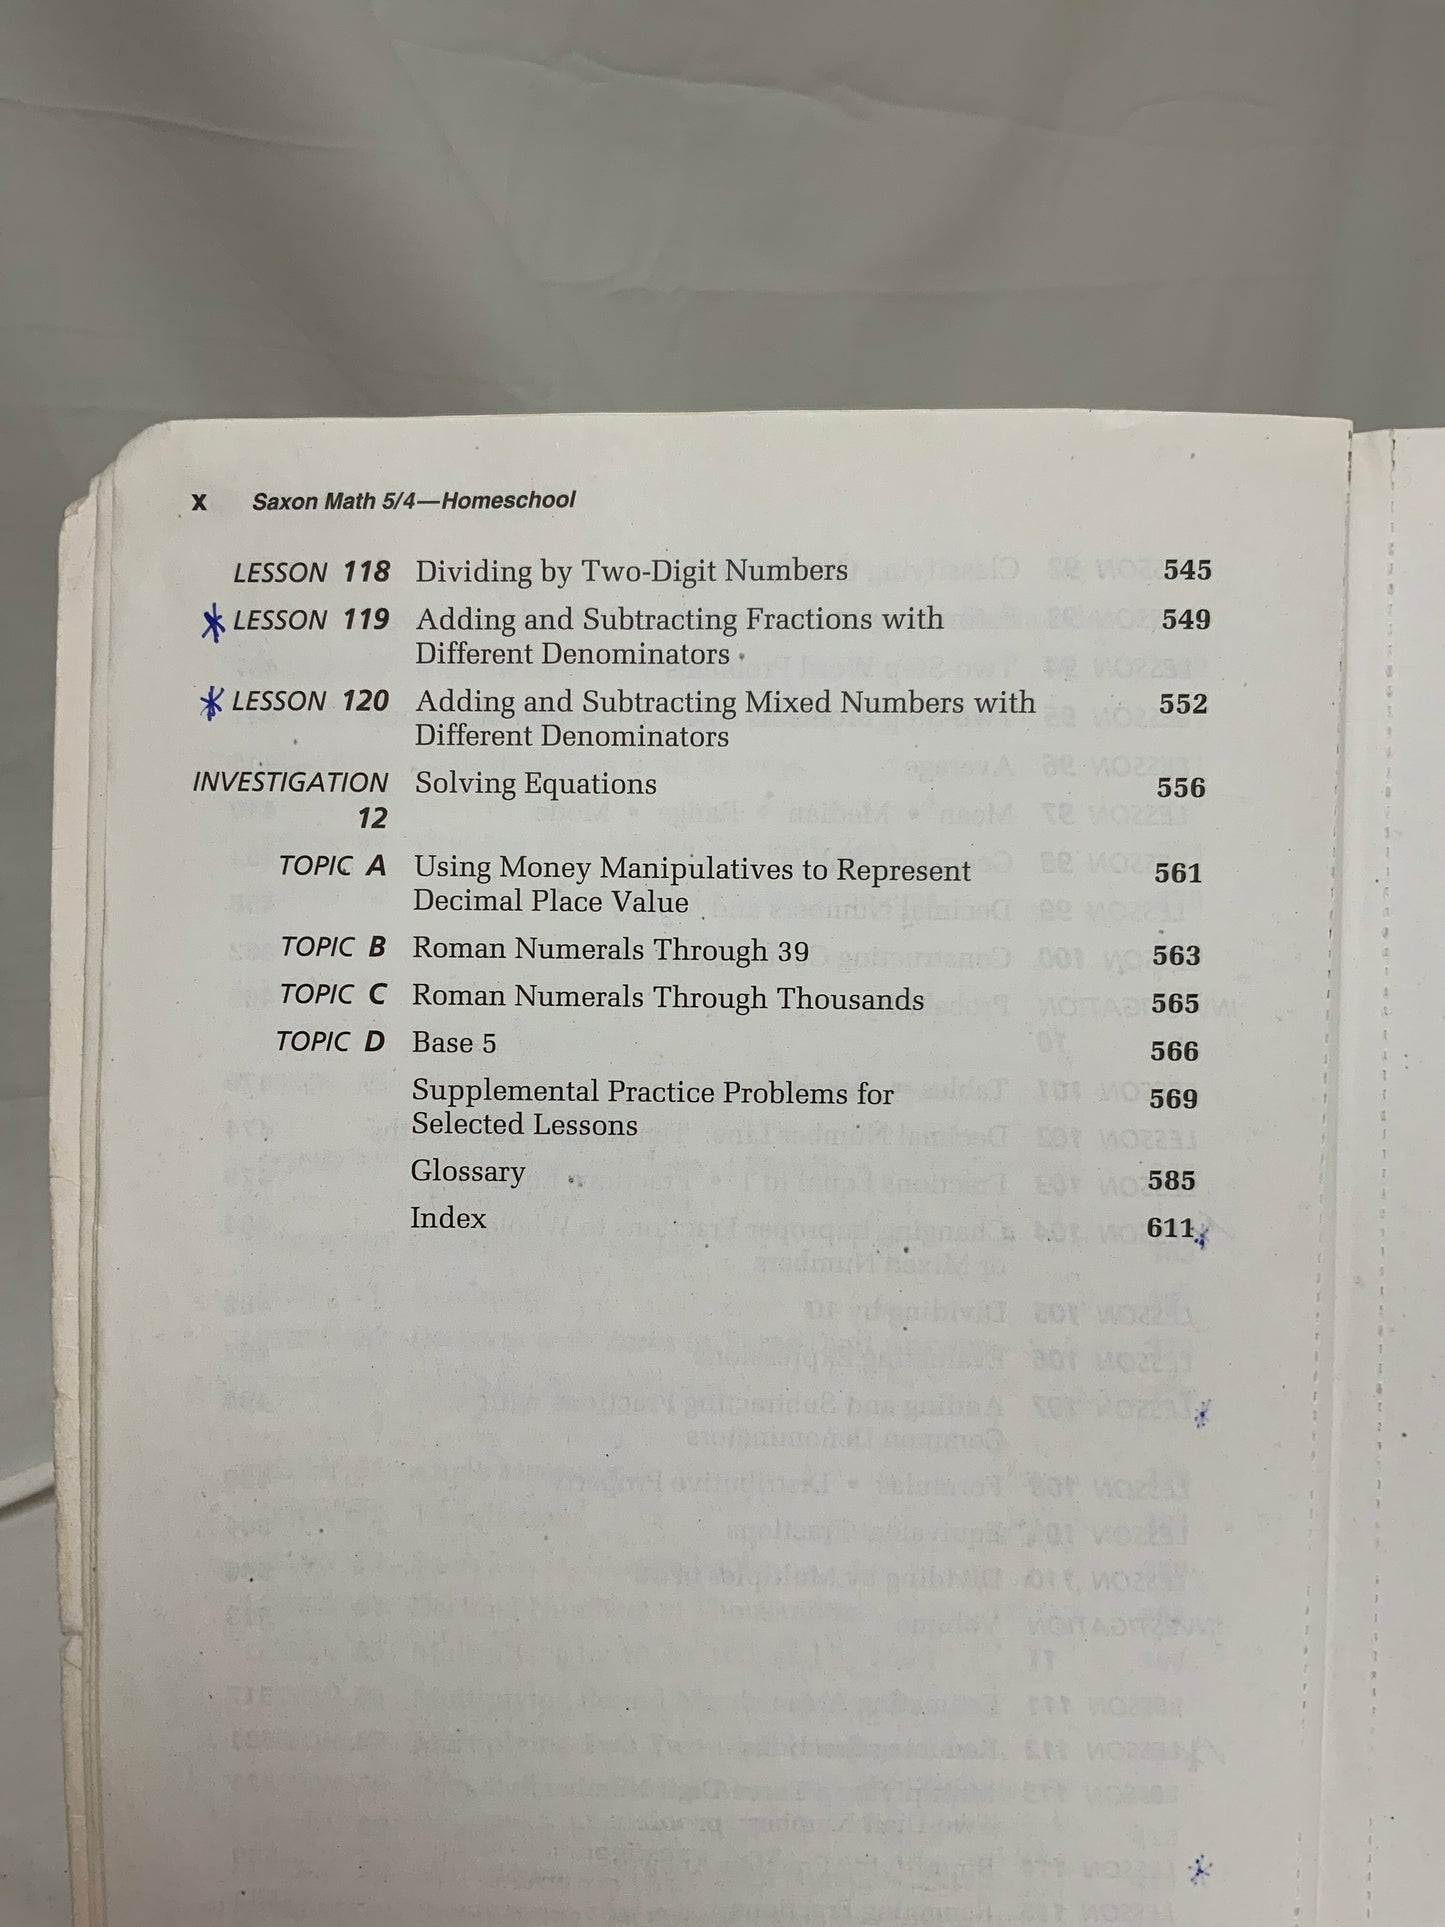 x Saxon Math 5/4—Homeschool
LESSON 118 Dividing by Two-Digit Numbers 545
* LESSON 119 Adding and Subtracting Fractions with 549
Different Denominators
* LESSON 120 Adding and Subtracting Mixed Numbers with 552
Different Denominators
INVESTIGATION Solving Equations 556
12
TOPIC A Using Money Manipulatives to Represent 561
Decimal Place Value
TOPIC B Roman Numerals Through 39 563
TOPIC C Roman Numerals Through Thousands 565
TOPIC D Base 5 566
Supplemental Practice Problems for 569
Selected Lessons
Glossary 585
Index 611